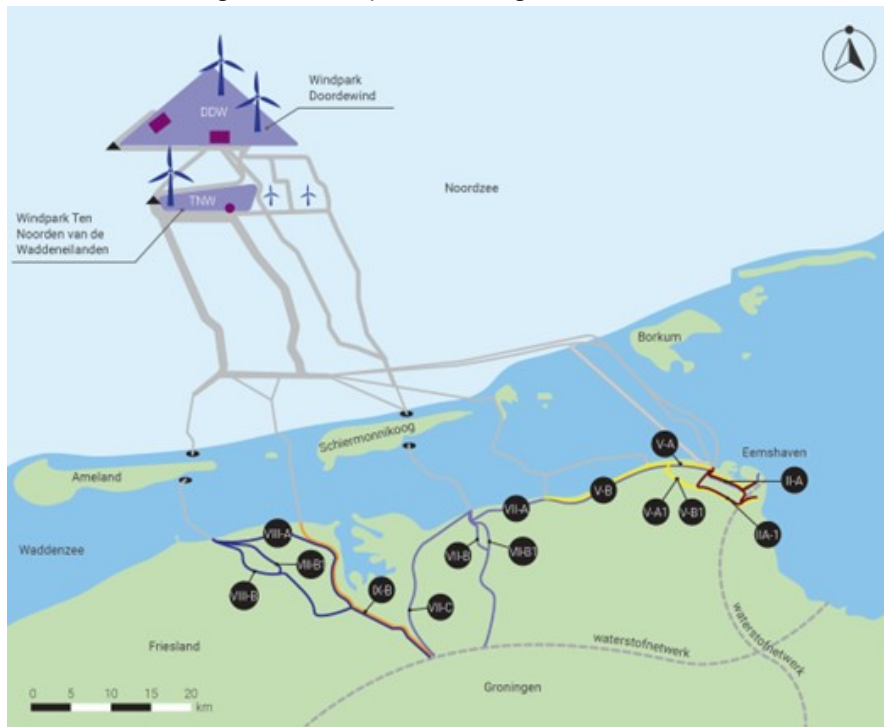 Windpark
Doordewind
DDW
TNW
Noordzee
Windpark Ten
Noorden van de
Waddeneilanden
Borkum
Schiermonnikoog
Eemshaven
V-A
Ameland
II-A
V-B
VII-A
V-A1
V-B1
IIA-1
VIII-A
Waddenzee
VIII-B1
VII-B
VII-B1
VIII-B
IX-B
VII-C
Friesland
waterstofnetwerk
waterstofnetwerk
Groningen
0 5 10 15 20
km